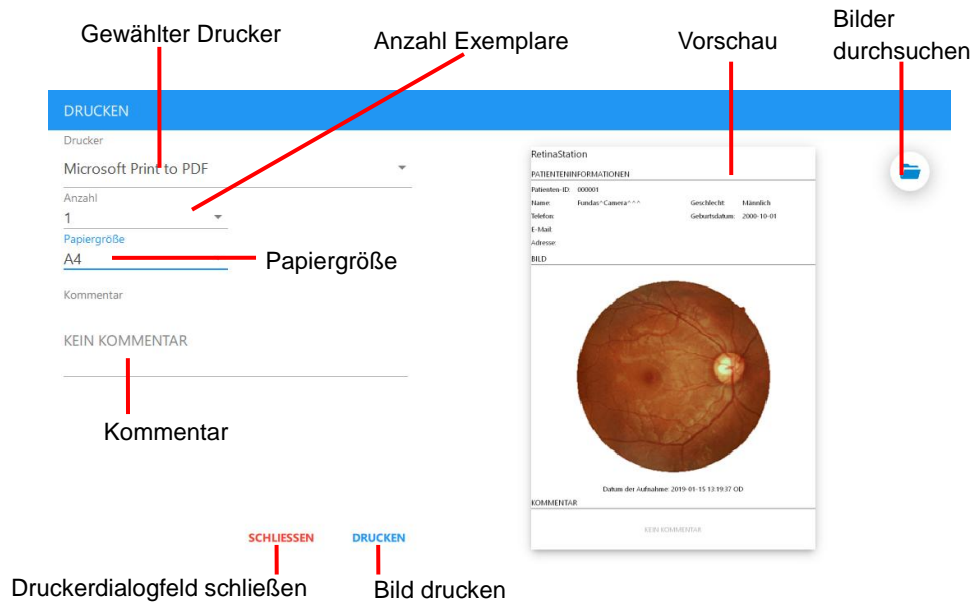 Gewählter Drucker
Anzahl Exemplare
Vorschau
Bilder
durchsuchen
DRUCKEN
Drucker
Microsoft Print to PDF
Anzahl
1
Papiergröße
A4
Papiergröße
Kommentar
KEIN KOMMENTAR
Kommentar
RetinaStation
PATIENTENINFORMATIONEN
Patienten-ID: 000001
Name: Fundas^Camera^^^ Geschlecht: Männlich
Telefon: Geburtsdatum: 2000-10-01
E-Mail:
Adresse:
BILD
Datum der Aufnahme: 2019-01-15 13:19:37 OD
KOMMENTAR
KEIN KOMMENTAR
SCHLIESSEN DRUCKEN
Druckerdialogfeld schließen
Bild drucken